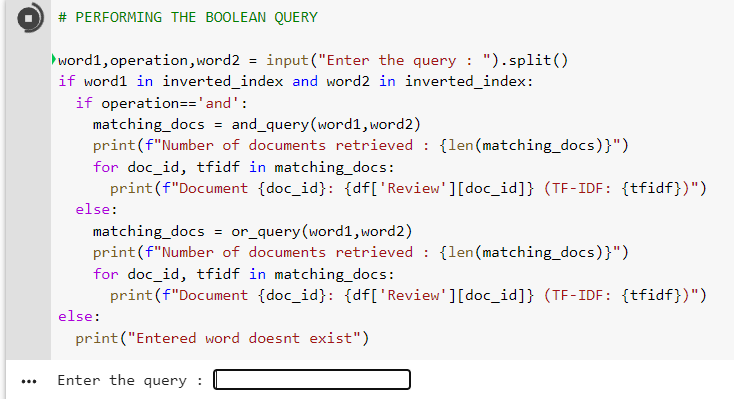 # PERFORMING THE BOOLEAN QUERY
word1,operation,word2 = input("Enter the query : ").split()
if word1 in inverted_index and word2 in inverted_index:
  if operation=='and':
    matching_docs = and_query(word1,word2)
    print(f"Number of documents retrieved : {len(matching_docs)}")
    for doc_id, tfidf in matching_docs:
      print(f"Document {doc_id}: {df['Review'][doc_id]} (TF-IDF: {tfidf})")
  else:
    matching_docs = or_query(word1,word2)
    print(f"Number of documents retrieved : {len(matching_docs)}")
    for doc_id, tfidf in matching_docs:
      print(f"Document {doc_id}: {df['Review'][doc_id]} (TF-IDF: {tfidf})")
else:
  print("Entered word doesnt exist")
Enter the query :